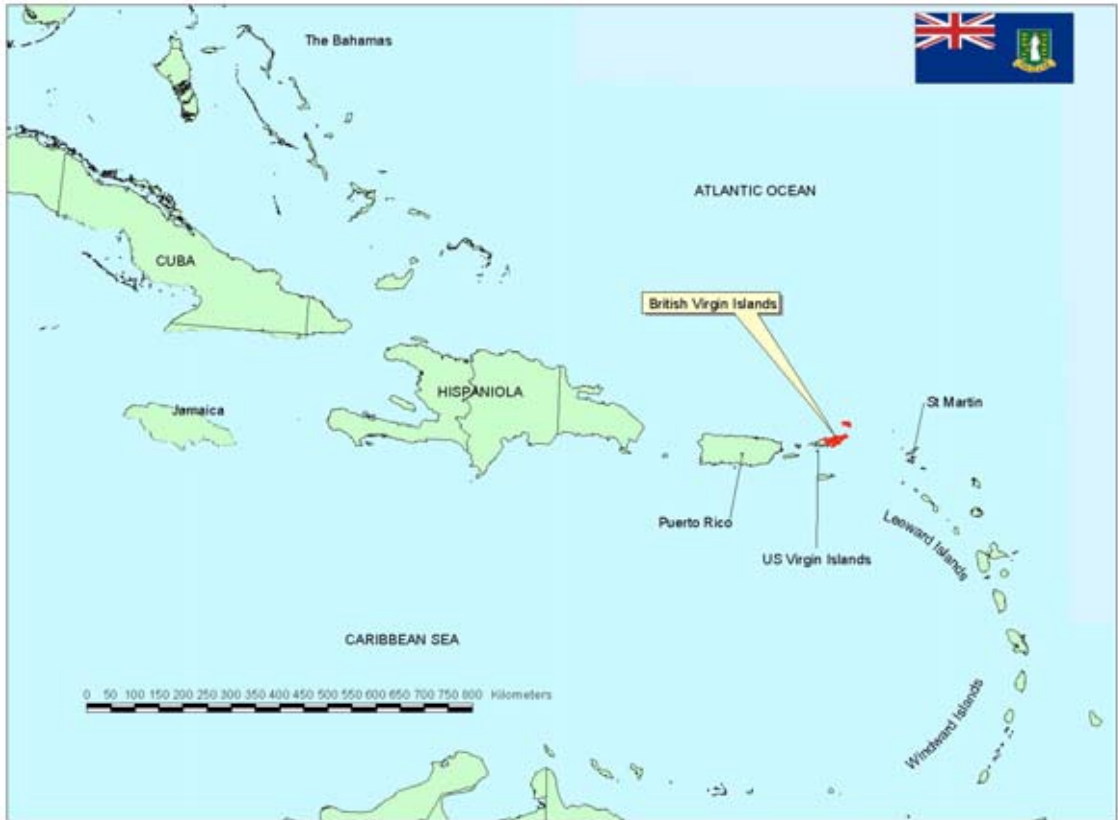 The Bahamas
ATLANTIC OCEAN
CUBA
British Virgin Islands
HISPANIOLA
Jamaica
St Martin
Puerto Rico
Leeward Islands
US Virgin Islands
CARIBBEAN SEA
0 50 100 150 200 250 300 350 400 450 500 550 600 650 700 750 800 Kilometers
Windward Islands